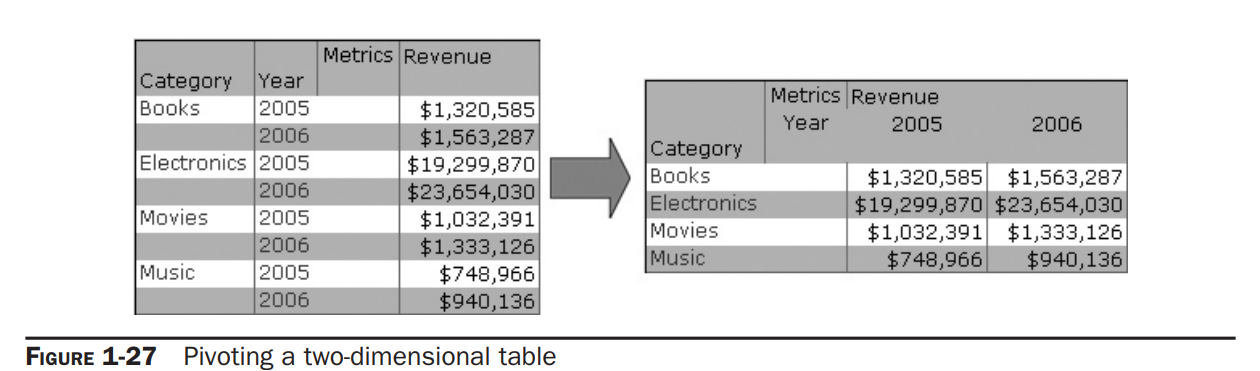 Metrics Revenue
Category Year
Books 2005 $1,320,585
2006 $1,563,287
Electronics 2005 $19,299,870
2006 $23,654,030
Movies 2005 $1,032,391
2006 $1,333,126
Music 2005 $748,966
2006 $940,136
Metrics Revenue
Year 2005 2006
Category
Books $1,320,585 $1,563,287
Electronics $19,299,870 $23,654,030
Movies $1,032,391 $1,333,126
Music $748,966 $940,136
FIGURE 1-27 Pivoting a two-dimensional table